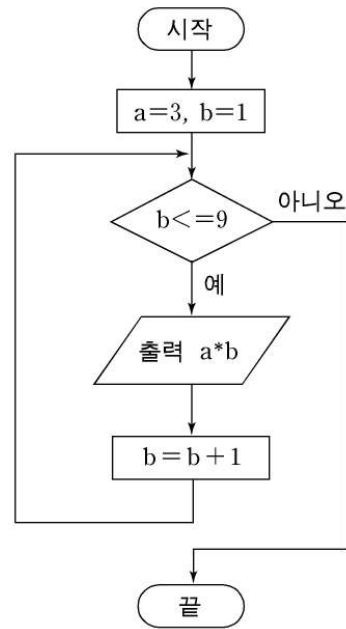 시작
a=3, b=1
b<=9
아니오
예
출력 a*b
b=b+1
끝